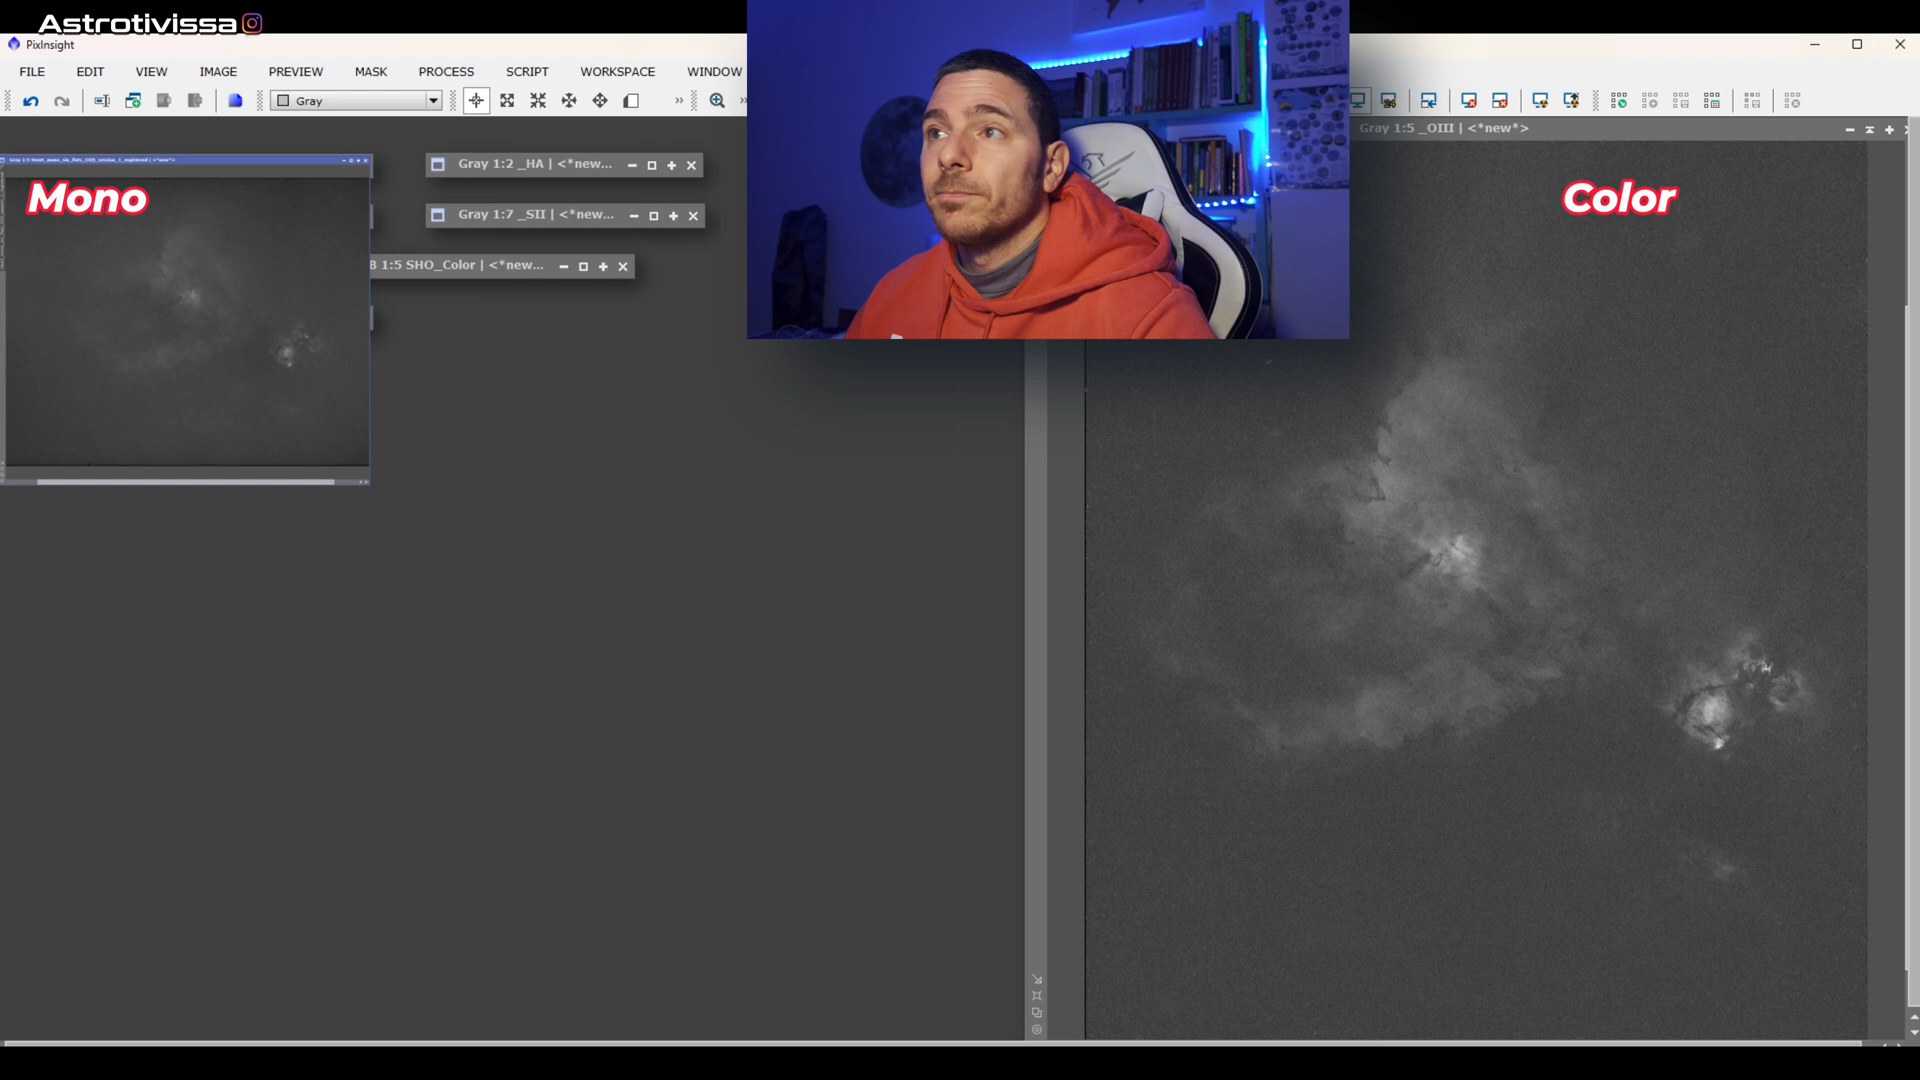 Astrotivissa
PixInsight
FILE EDIT VIEW IMAGE PREVIEW MASK PROCESS SCRIPT WORKSPACE WINDOW
Gray
Gray 1:5 _OIII | <*new*>
Gray 1:2 _HA | <*new...
Mono
Color
Gray 1:7 _SII | <*new...
B 1:5 SHO_Color | <*new...